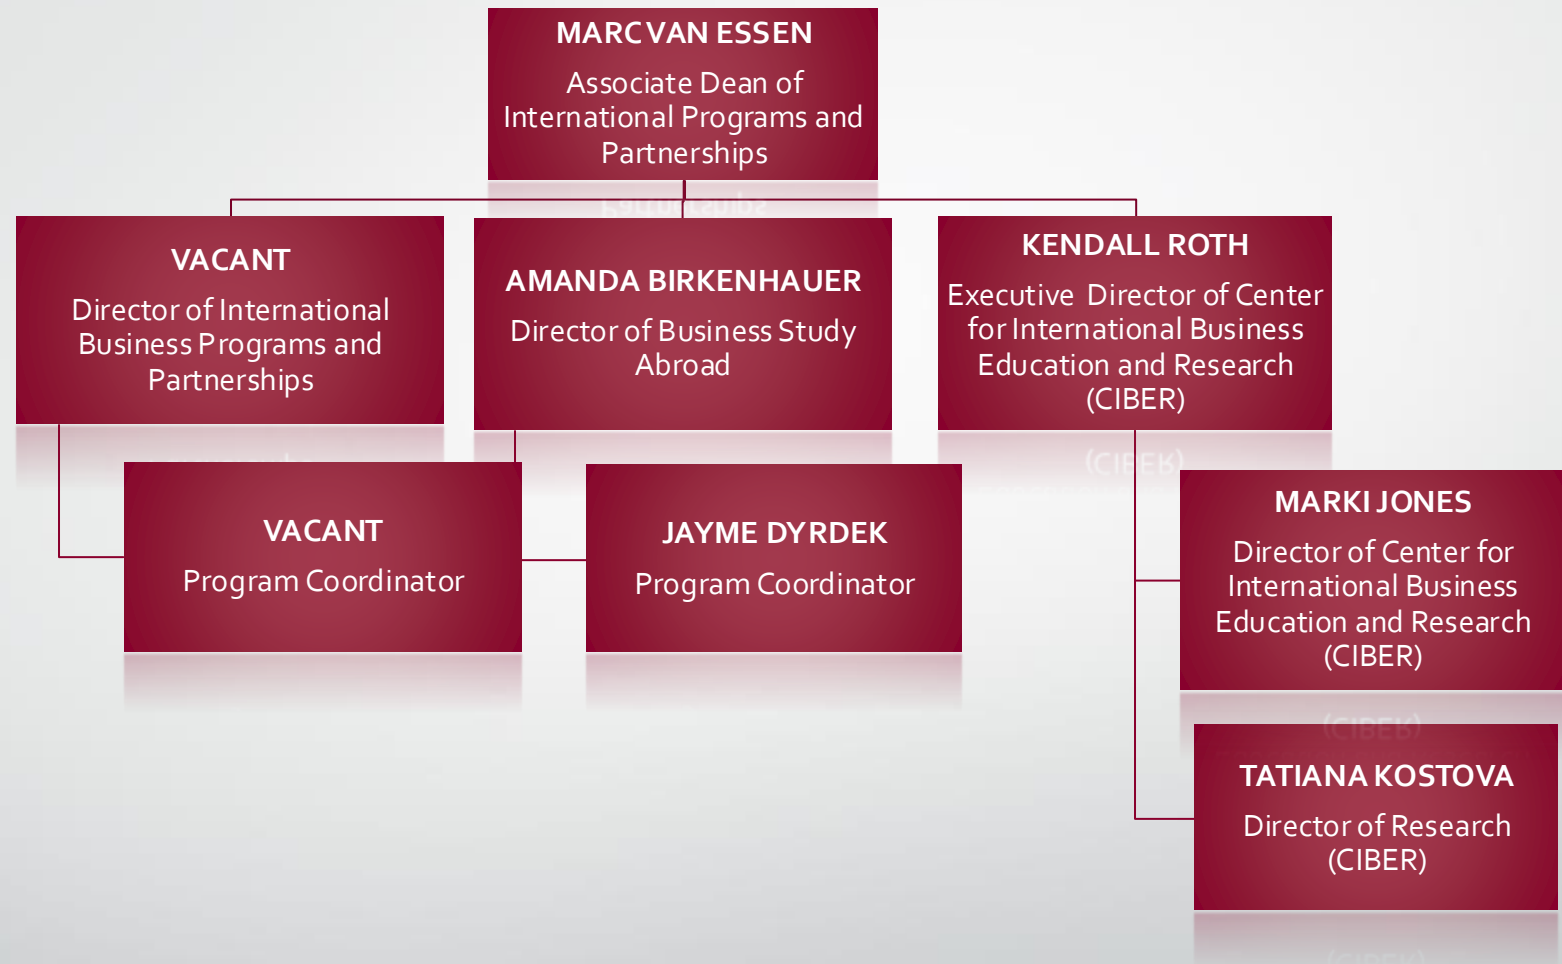 MARC VAN ESSEN
Associate Dean of
International Programs and
Partnerships
VACANT
Director of International
Business Programs and
Partnerships
AMANDA BIRKENHAUER
Director of Business Study
Abroad
KENDALL ROTH
Executive Director of Center
for International Business
Education and Research
(CIBER)
VACANT
Program Coordinator
JAYME DYRDEK
Program Coordinator
MARKI JONES
Director of Center for
International Business
Education and Research
(CIBER)
TATIANA KOSTOVA
Director of Research
(CIBER)